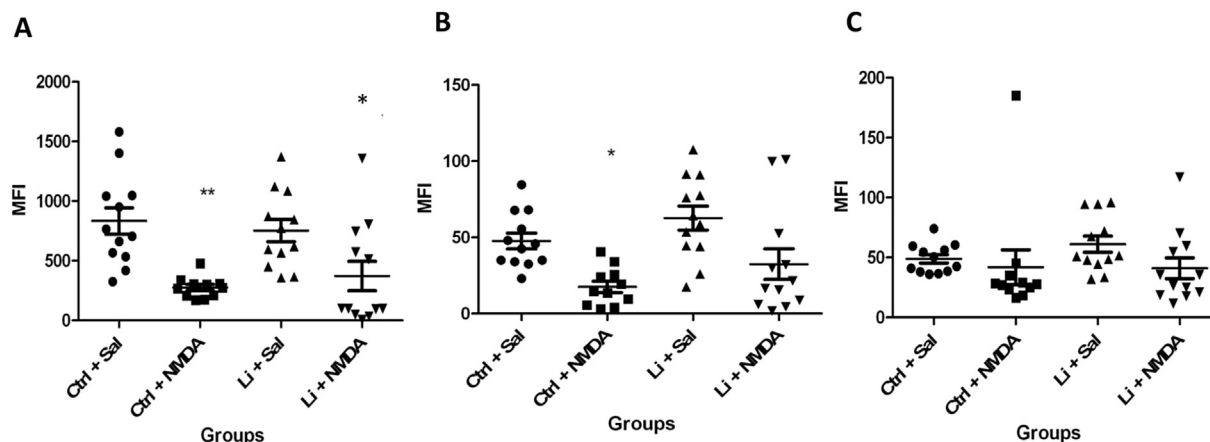 A
2000
1500
1000
500
0
MFI
**
*
Ctrl + Sal
Ctrl + NMDA
Li + Sal
Li + NMDA
Groups
B
150
100
50
0
MFI
*
Ctrl + Sal
Ctrl + NMDA
Li + Sal
Li + NMDA
Groups
C
200
150
100
50
0
MFI
Ctrl + Sal
Ctrl + NMDA
Li + Sal
Li + NMDA
Groups